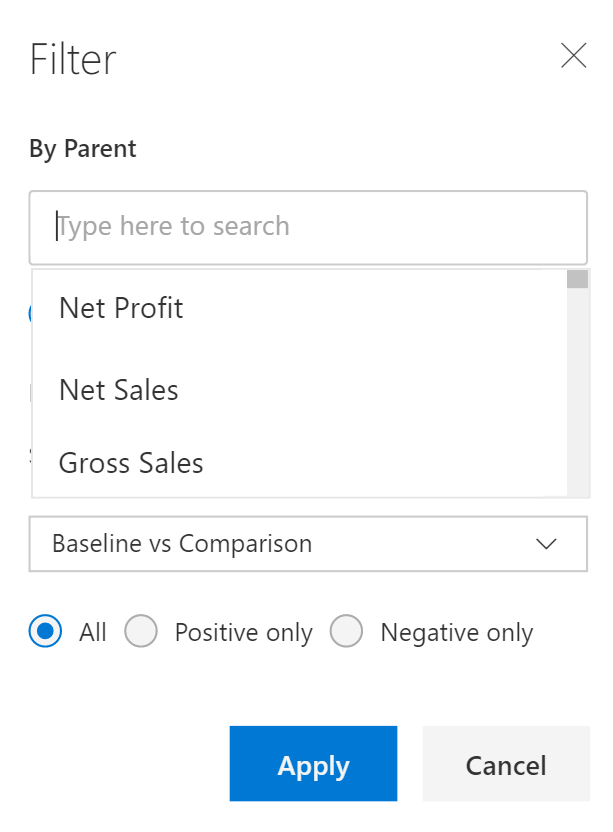 Filter
By Parent
Type here to search
Net Profit
Net Sales
Gross Sales
Baseline vs Comparison
All Positive only Negative only
Apply Cancel